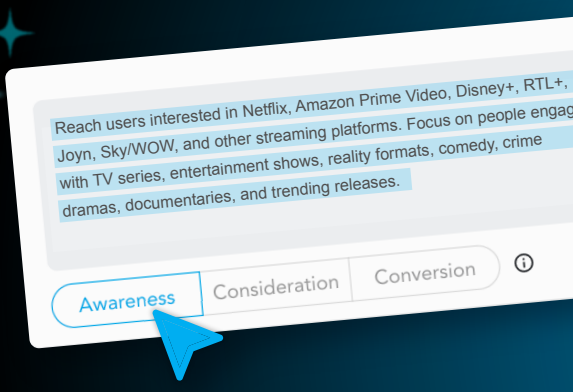 Reach users interested in Netflix, Amazon Prime Video, Disney+, RTL+,
Joyn, Sky/WOW, and other streaming platforms. Focus on people engag
with TV series, entertainment shows, reality formats, comedy, crime
dramas, documentaries, and trending releases.
Awareness Consideration Conversion